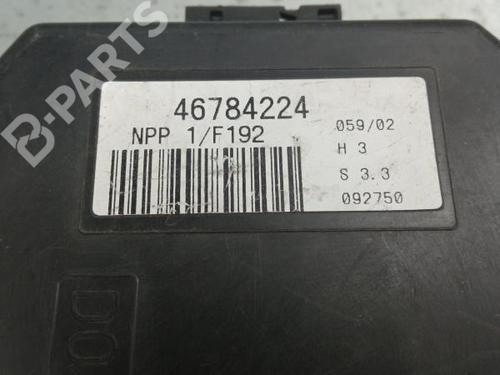 B-PARTS
46784224
NPP 1/F192
059/02
H 3
S 3.3
092750